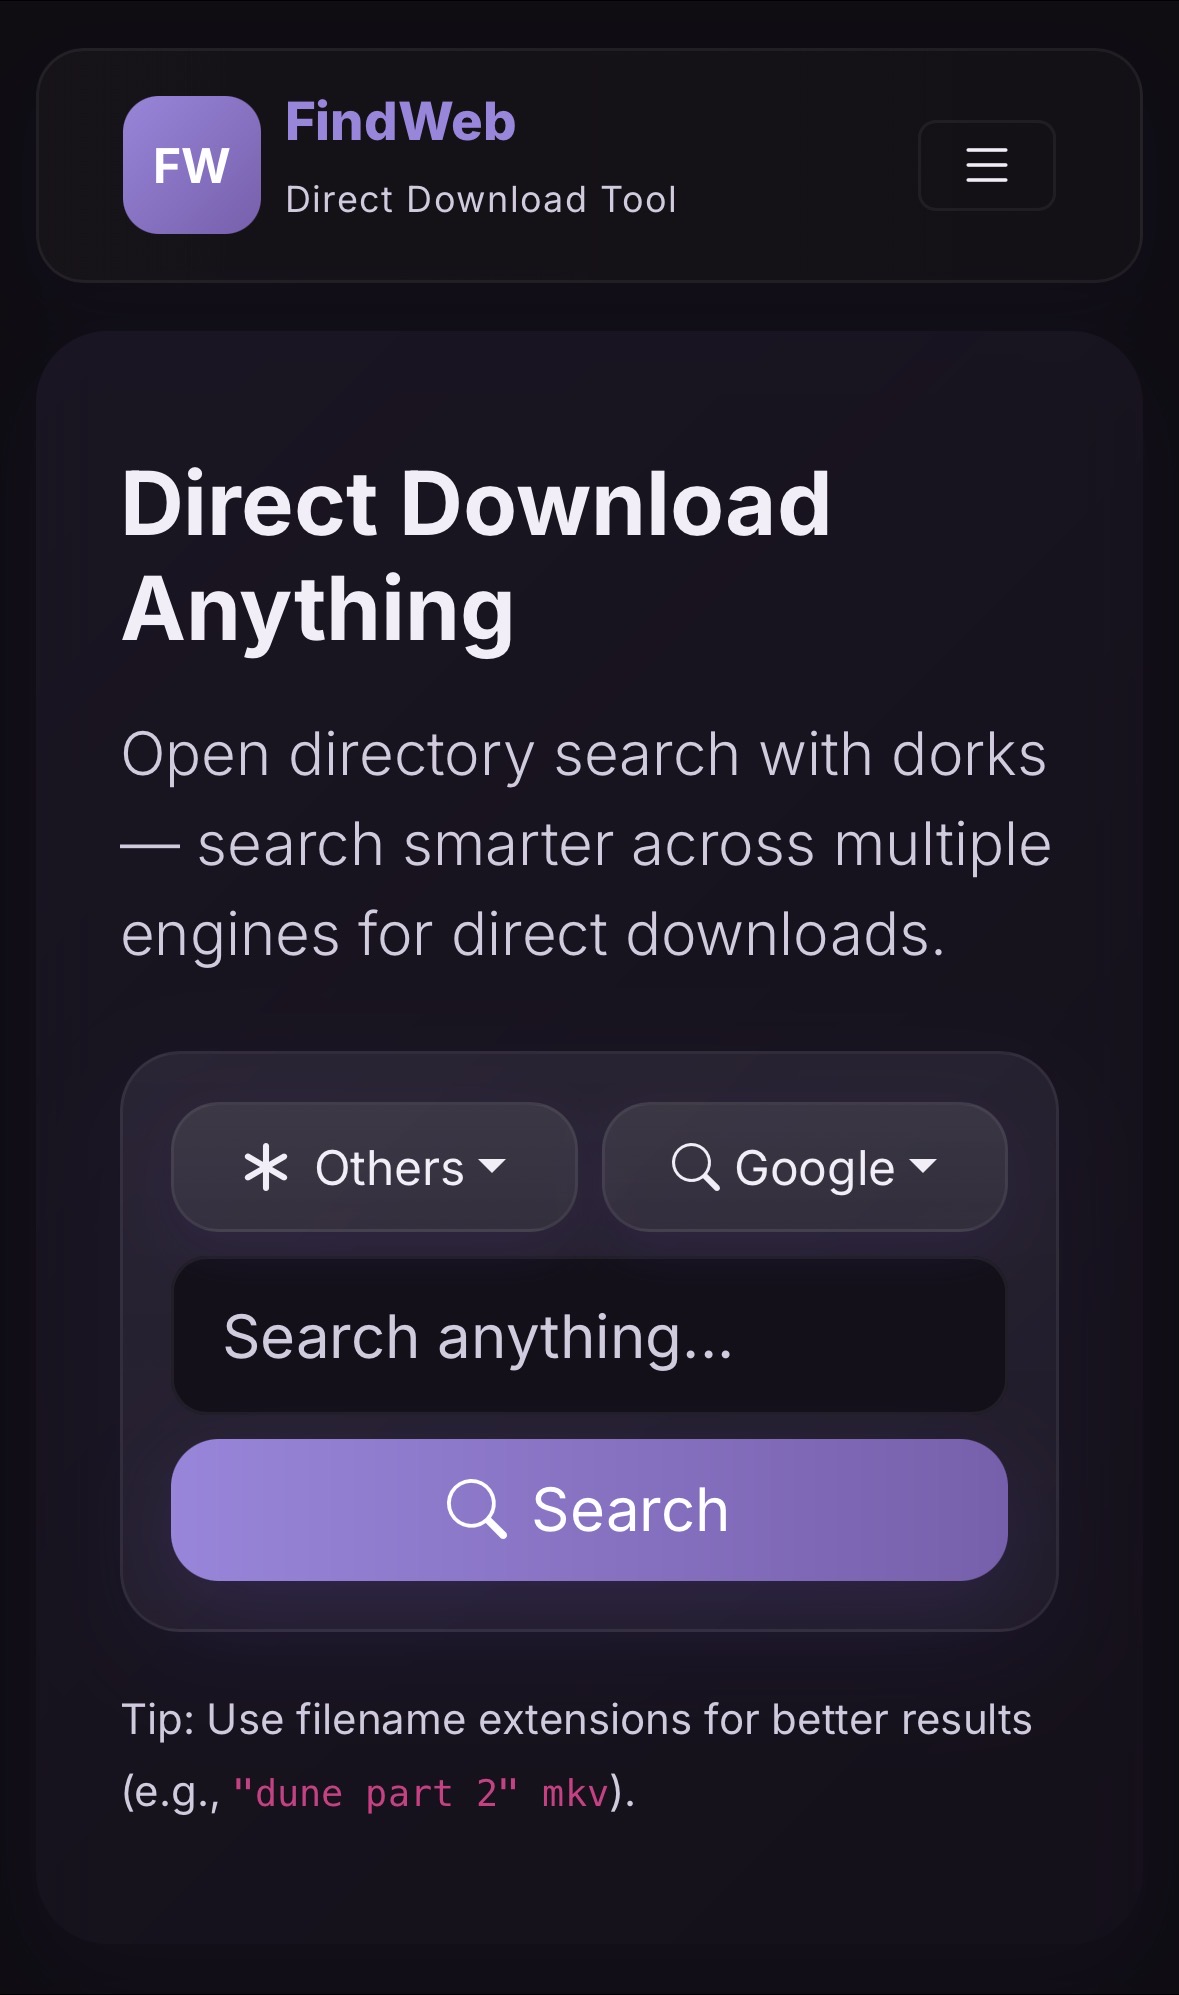 FW
FindWeb
Direct Download Tool
Direct Download
Anything
Open directory search with dorks
— search smarter across multiple
engines for direct downloads.
Others
Google
Search anything...
Search
Tip: Use filename extensions for better results
(e.g., "dune part 2" mkv).